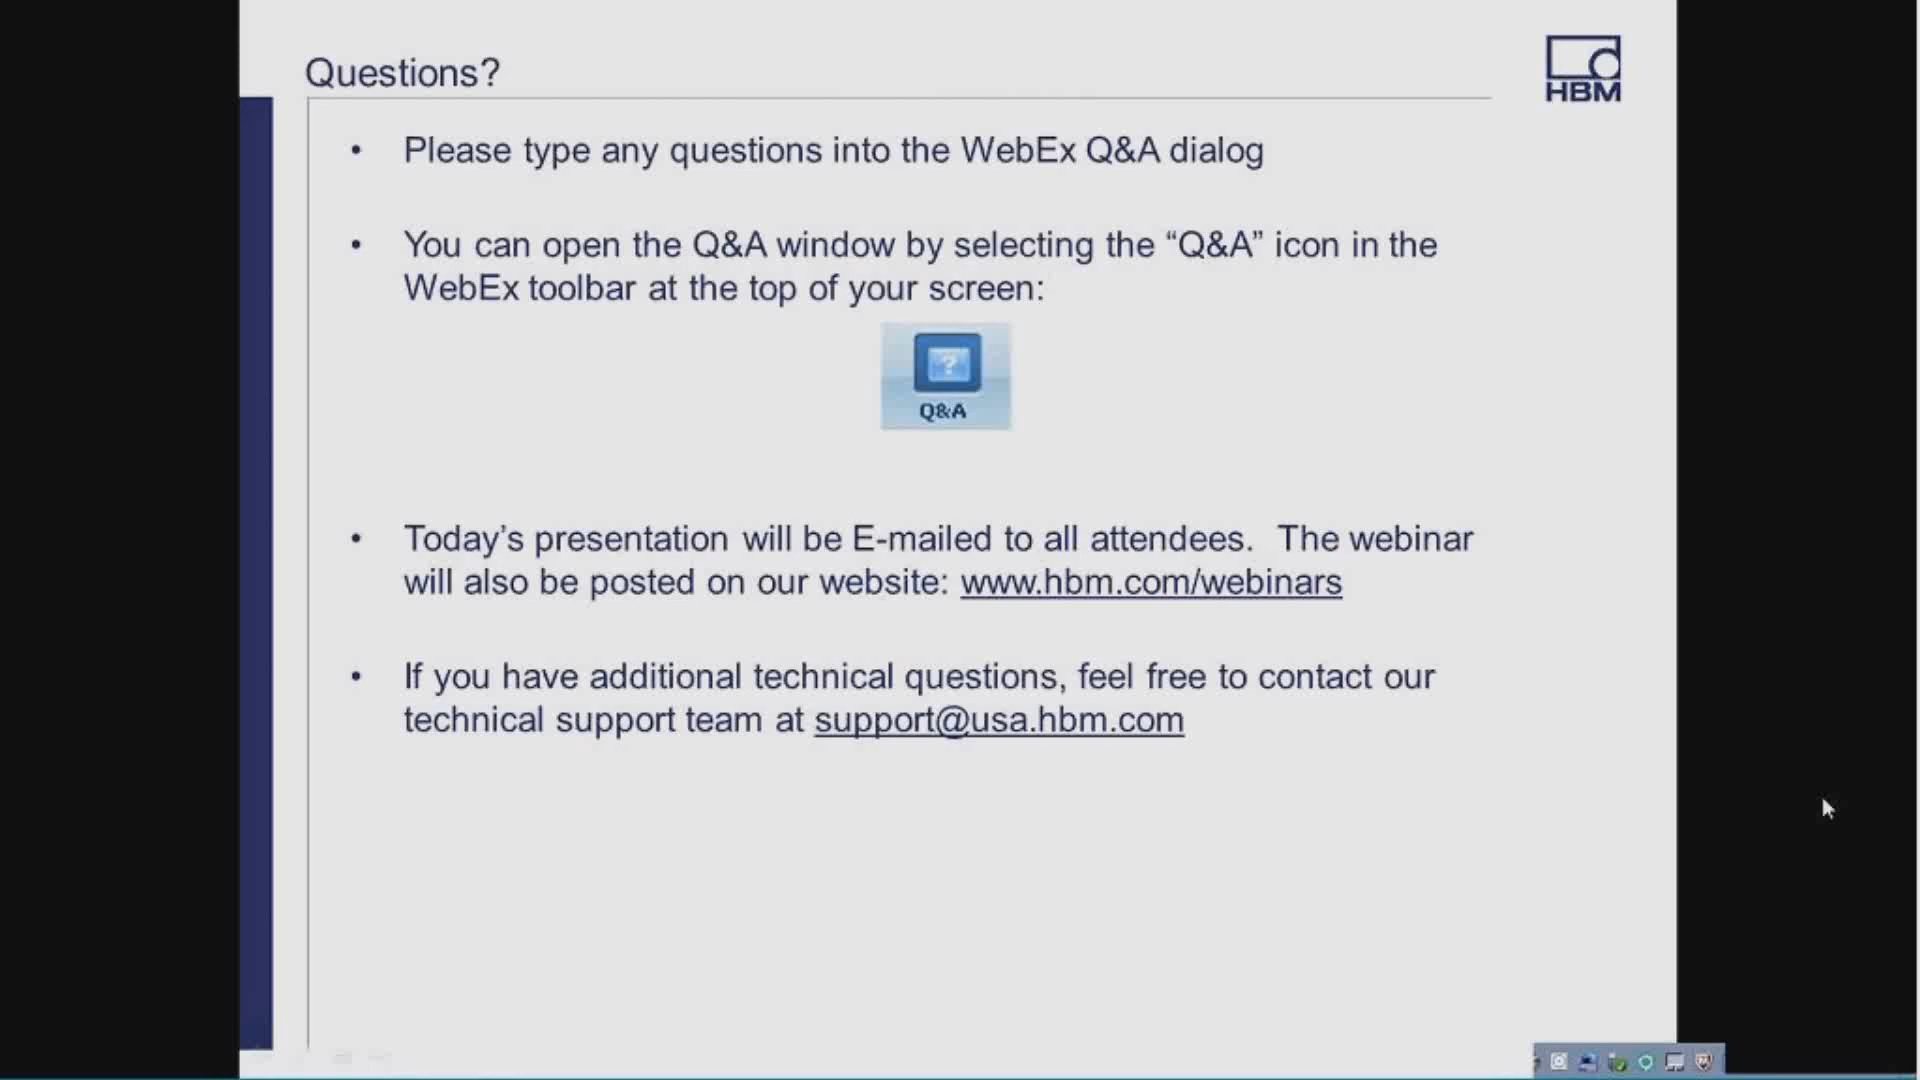 Questions?
HBM
• Please type any questions into the WebEx Q&A dialog
• You can open the Q&A window by selecting the “Q&A” icon in the
WebEx toolbar at the top of your screen:
?
Q&A
• Today’s presentation will be E-mailed to all attendees.  The webinar
will also be posted on our website: www.hbm.com/webinars
• If you have additional technical questions, feel free to contact our
technical support team at support@usa.hbm.com